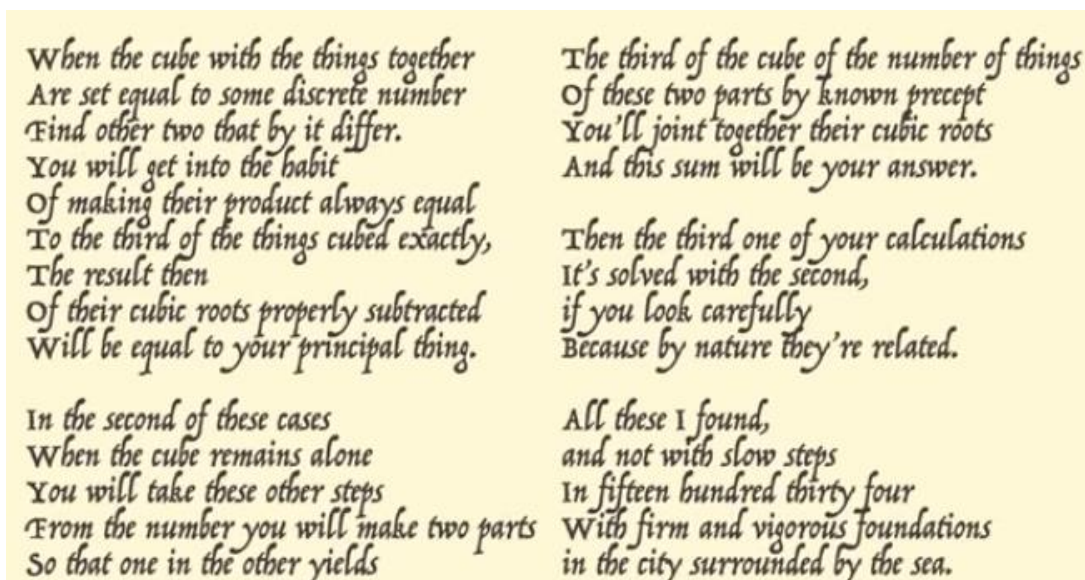 When the cube with the things together
Are set equal to some discrete number
Find other two that by it differ.
You will get into the habit
Of making their product always equal
To the third of the things cubed exactly,
The result then
Of their cubic roots properly subtracted
Will be equal to your principal thing.

In the second of these cases
When the cube remains alone
You will take these other steps
From the number you will make two parts
So that one in the other yields
The third of the cube of the number of things
Of these two parts by known precept
You'll joint together their cubic roots
And this sum will be your answer.

Then the third one of your calculations
It's solved with the second,
if you look carefully
Because by nature they're related.

All these I found,
and not with slow steps
In fifteen hundred thirty four
With firm and vigorous foundations
in the city surrounded by the sea.